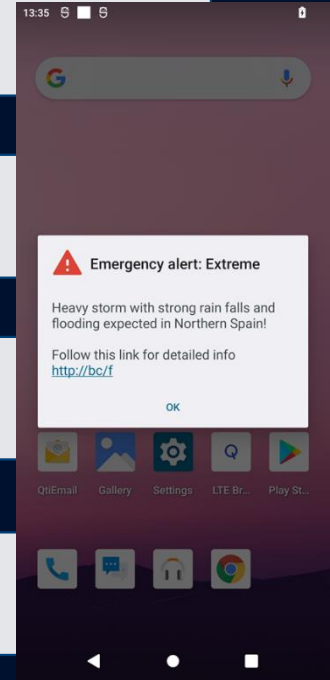 13:35
Emergency alert: Extreme
Heavy storm with strong rain falls and
flooding expected in Northern Spain!
Follow this link for detailed info
http://bc/f
OK
QtiEmail Gallery Settings LTE Br... Play St...